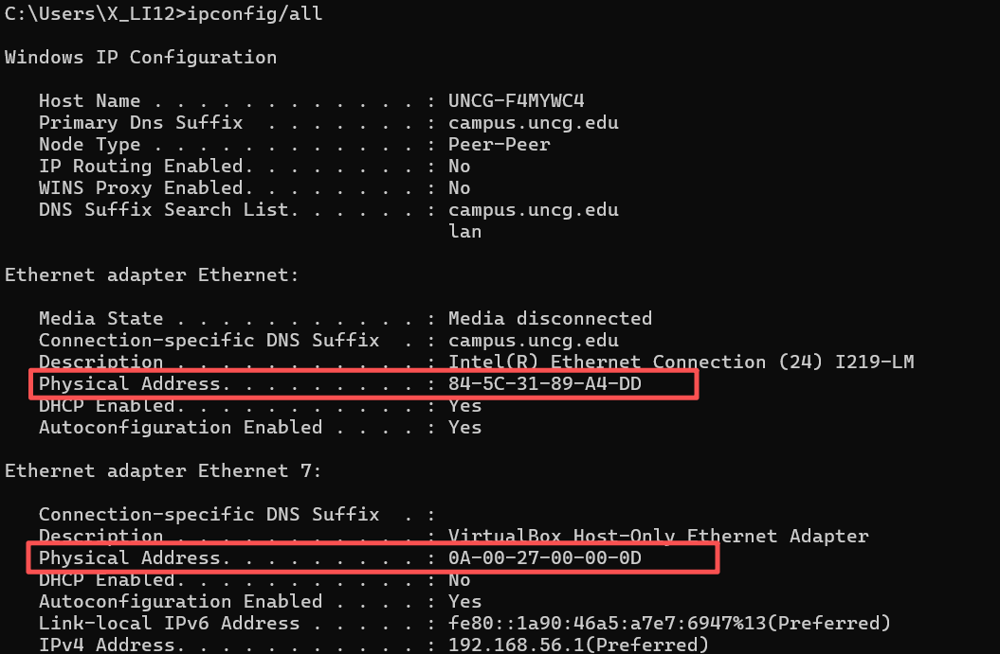 C:\Users\X_LI12>ipconfig/all
Windows IP Configuration
Host Name . . . . . . . . . . . . : UNCG-F4MYWC4
Primary Dns Suffix  . . . . . . . : campus.uncg.edu
Node Type . . . . . . . . . . . . : Peer-Peer
IP Routing Enabled. . . . . . . . : No
WINS Proxy Enabled. . . . . . . . : No
DNS Suffix Search List. . . . . . : campus.uncg.edu
lan
Ethernet adapter Ethernet:
Media State . . . . . . . . . . . : Media disconnected
Connection-specific DNS Suffix  . : campus.uncg.edu
Description . . . . . . . . . . . : Intel(R) Ethernet Connection (24) I219-LM
Physical Address. . . . . . . . . : 84-5C-31-89-A4-DD
DHCP Enabled. . . . . . . . . . . : Yes
Autoconfiguration Enabled . . . . : Yes
Ethernet adapter Ethernet 7:
Connection-specific DNS Suffix  . :
Description . . . . . . . . . . . : VirtualBox Host-Only Ethernet Adapter
Physical Address. . . . . . . . . : 0A-00-27-00-00-0D
DHCP Enabled. . . . . . . . . . . : No
Autoconfiguration Enabled . . . . : Yes
Link-local IPv6 Address . . . . . : fe80::1a90:46a5:a7e7:6947%13(Preferred)
IPv4 Address. . . . . . . . . . . : 192.168.56.1(Preferred)